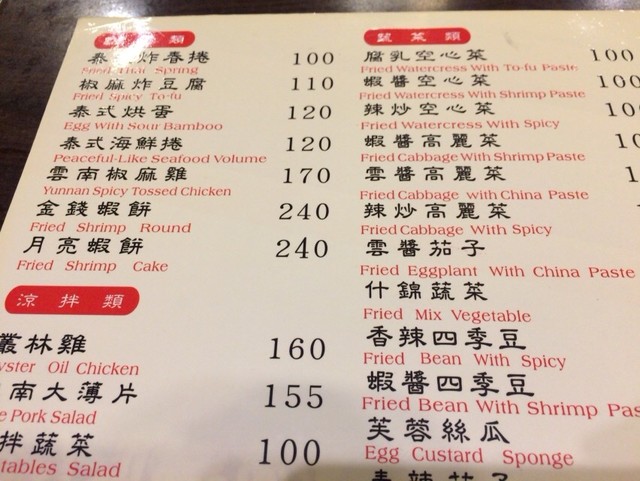 類
泰 炸春捲 100
Fried Thai Spring
椒麻炸豆腐 110
Fried Spicy To-fu
泰式烘蛋 120
Egg With Sour Bamboo
泰式海鮮捲 120
Peaceful-Like Seafood Volume
雲南椒麻雞 170
Yunnan Spicy Tossed Chicken
金錢蝦餅 240
Fried Shrimp Round
月亮蝦餅 240
Fried Shrimp Cake
涼拌類
叢林雞 160
Oil Chicken
南大薄片 155
Pork Salad
拌蔬菜 100
Salad
蔬菜類
腐乳空心菜 100
Fried Watercress With To-fu Paste
蝦醬空心菜 100
Fried Watercress With Shrimp Paste
辣炒空心菜
Fried Watercress With Spicy
蝦醬高麗菜
Fried Cabbage With Shrimp Paste
雲醬高麗菜
Fried Cabbage with China Paste
辣炒高麗菜
Fried Cabbage With Spicy
雲醬茄子
Fried Eggplant With China Paste
什錦蔬菜
Fried Mix Vegetable
香辣四季豆
Fried Bean With Spicy
蝦醬四季豆
Fried Bean With Shrimp
芙蓉絲瓜
Egg Custard Sponge